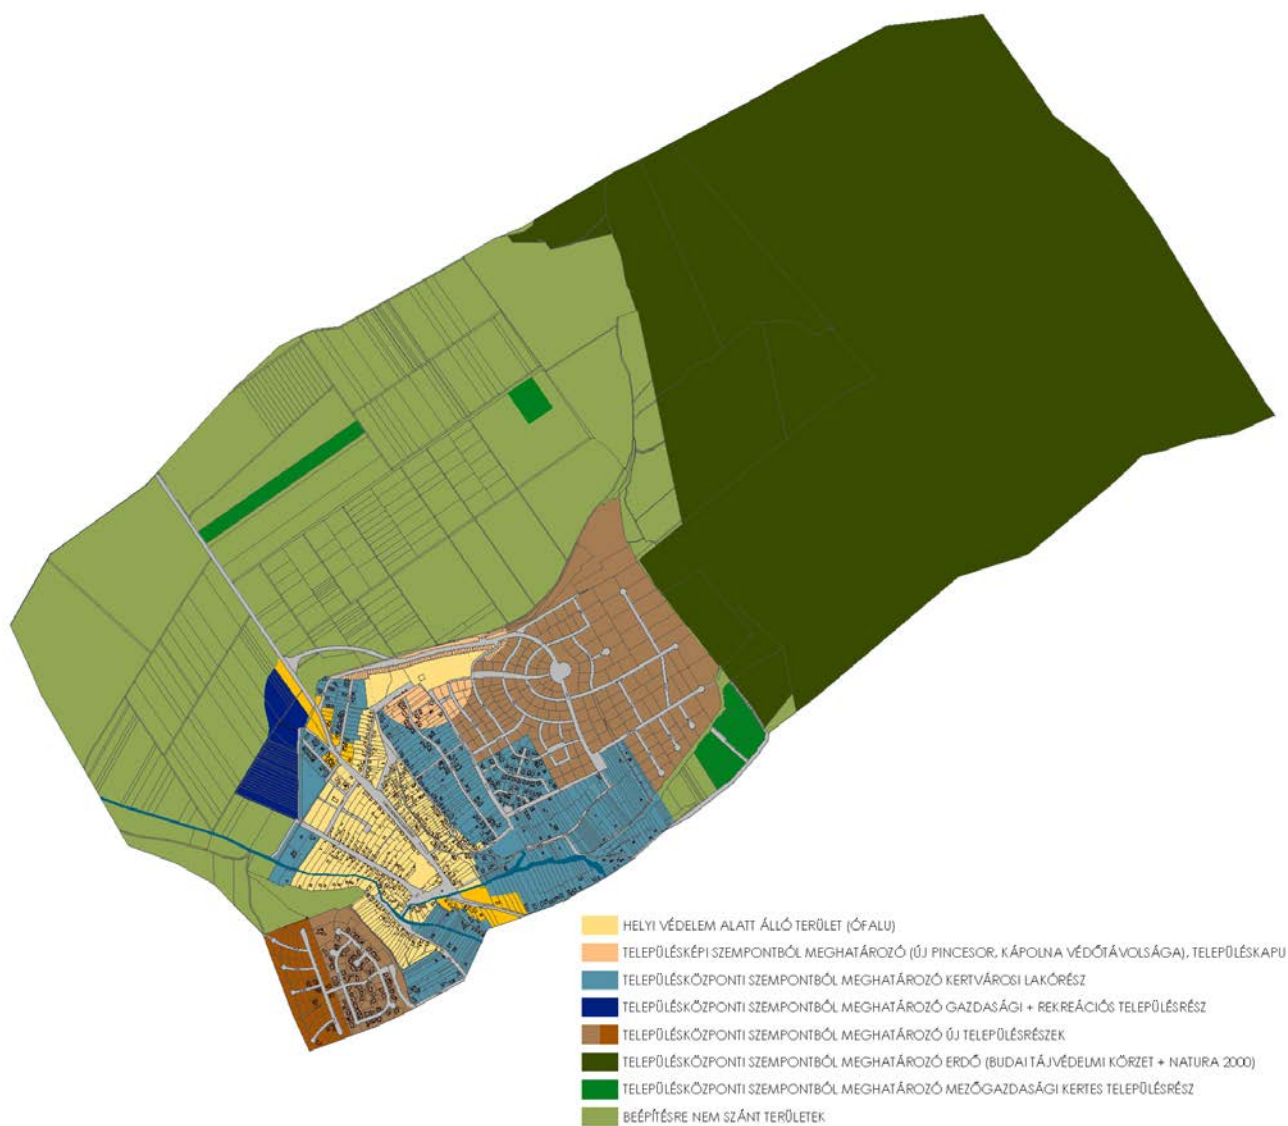 HELYI VÉDELEM ALATT ÁLLÓ TERÜLET (ÓFALU)
TELEPÜLÉSKÉPI SZEMPONTBÓL MEGHATÁROZÓ (ÚJ PINCESOR, KÁPOLNA VÉDŐTÁVOLSÁGA), TELEPÜLÉSKAPU
TELEPÜLÉSKÖZPONTI SZEMPONTBÓL MEGHATÁROZÓ KERTVÁROSI LAKÓRÉSZ
TELEPÜLÉSKÖZPONTI SZEMPONTBÓL MEGHATÁROZÓ GAZDASÁGI + REKREÁCIÓS TELEPÜLÉSRÉSZ
TELEPÜLÉSKÖZPONTI SZEMPONTBÓL MEGHATÁROZÓ ÚJ TELEPÜLÉSRÉSZEK
TELEPÜLÉSKÖZPONTI SZEMPONTBÓL MEGHATÁROZÓ ERDŐ (BUDAI TÁJVÉDELMI KÖRZET + NATURA 2000)
TELEPÜLÉSKÖZPONTI SZEMPONTBÓL MEGHATÁROZÓ MEZŐGAZDASÁGI KERTES TELEPÜLÉSRÉSZ
BEÉPÍTÉSRE NEM SZÁNT TERÜLETEK